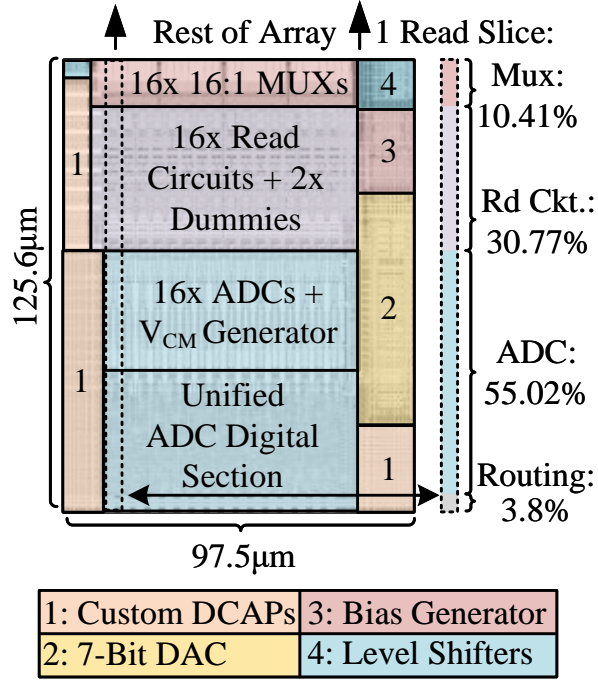 Rest of Array
1 Read Slice:
16x 16:1 MUXs
4
Mux:
10.41%
1
16x Read
Circuits + 2x
Dummies
3
Rd Ckt.:
30.77%
125.6μm
16x ADCs +
VCM Generator
2
ADC:
55.02%
1
Unified
ADC Digital
Section
1
Routing:
3.8%
97.5μm
1: Custom DCAPs
3: Bias Generator
2: 7-Bit DAC
4: Level Shifters